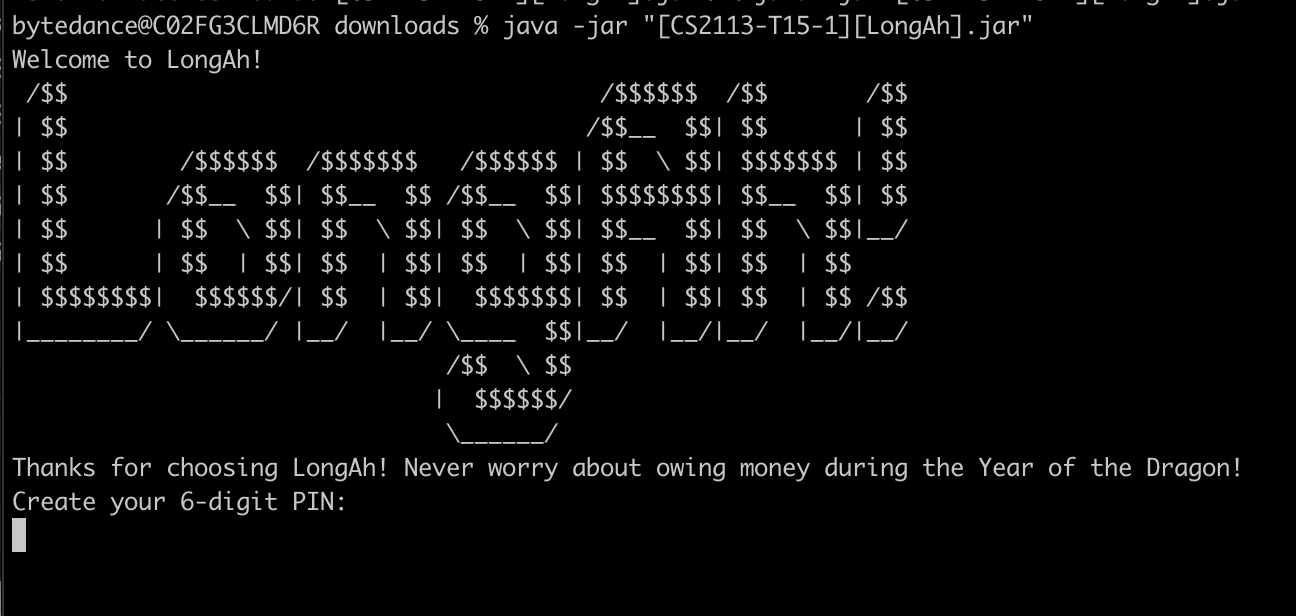 bytedance@C02FG3CLMD6R downloads % java -jar "[CS2113-T15-1][LongAh].jar"
Welcome to LongAh!
 /$$                                      /$$$$$$  /$$       /$$
| $$                                     /$$__  $$| $$      | $$
| $$        /$$$$$$  /$$$$$$$   /$$$$$$ | $$  \ $$| $$$$$$$ | $$
| $$       /$$__  $$| $$__  $$ /$$__  $$| $$$$$$$$| $$__  $$| $$
| $$      | $$  \ $$| $$  \ $$| $$  \ $$| $$__  $$| $$  \ $$|__/
| $$      | $$  | $$| $$  | $$| $$  | $$| $$  | $$| $$  | $$
| $$$$$$$$|  $$$$$$/| $$  | $$|  $$$$$$$| $$  | $$| $$  | $$ /$$
|________/ \______/ |__/  |__/ \____  $$|__/  |__/|__/  |__/|__/
                               /$$  \ $$
                              |  $$$$$$/
                               \______/
Thanks for choosing LongAh! Never worry about owing money during the Year of the Dragon!
Create your 6-digit PIN: